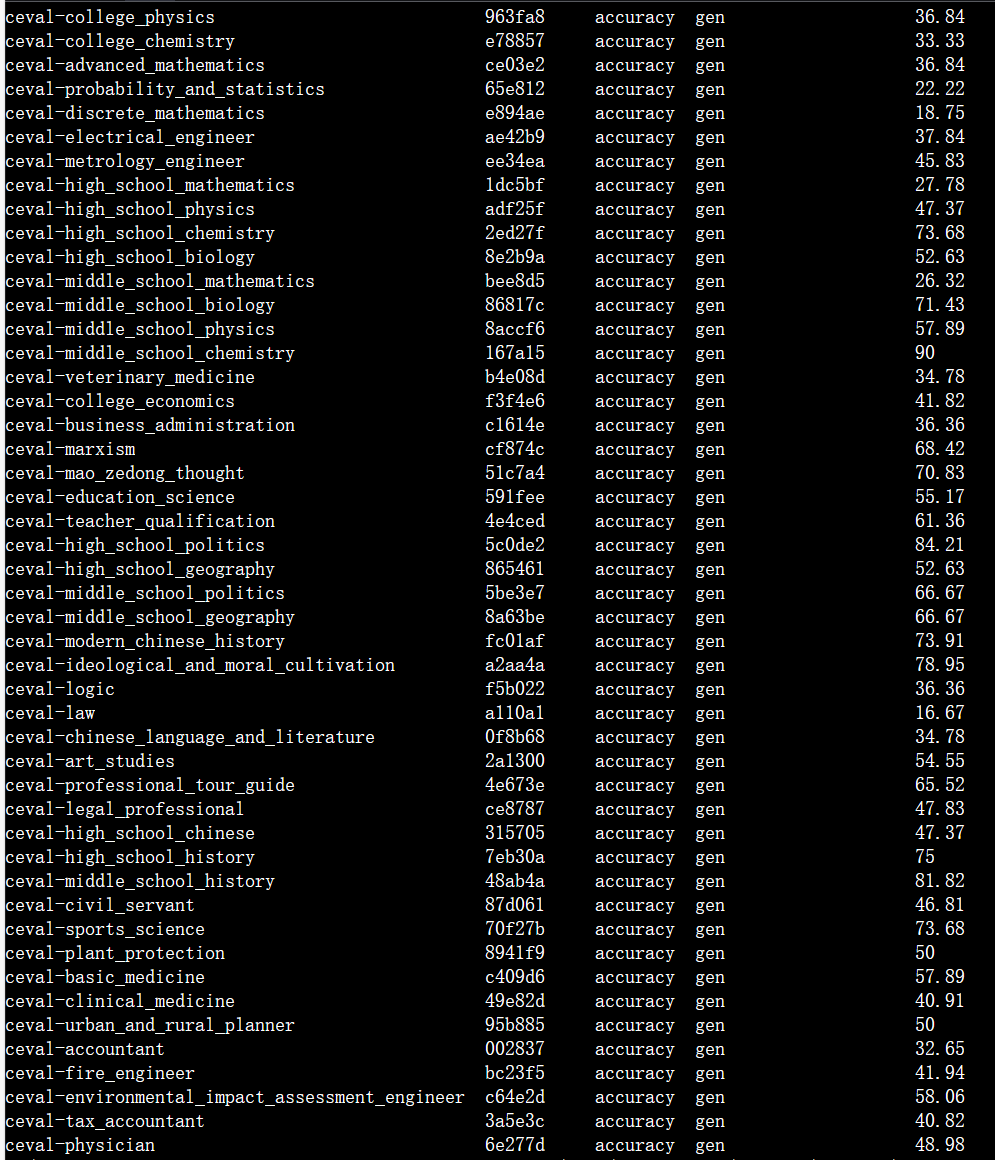 ceval-college_physics 963fa8 accuracy gen 36.84
ceval-college_chemistry e78857 accuracy gen 33.33
ceval-advanced_mathematics ce03e2 accuracy gen 36.84
ceval-probability_and_statistics 65e812 accuracy gen 22.22
ceval-discrete_mathematics e894ae accuracy gen 18.75
ceval-electrical_engineer ae42b9 accuracy gen 37.84
ceval-metrology_engineer ee34ea accuracy gen 45.83
ceval-high_school_mathematics 1dc5bf accuracy gen 27.78
ceval-high_school_physics adf25f accuracy gen 47.37
ceval-high_school_chemistry 2ed27f accuracy gen 73.68
ceval-high_school_biology 8e2b9a accuracy gen 52.63
ceval-middle_school_mathematics bee8d5 accuracy gen 26.32
ceval-middle_school_biology 86817c accuracy gen 71.43
ceval-middle_school_physics 8accf6 accuracy gen 57.89
ceval-middle_school_chemistry 167a15 accuracy gen 90
ceval-veterinary_medicine b4e08d accuracy gen 34.78
ceval-college_economics f3f4e6 accuracy gen 41.82
ceval-business_administration c1614e accuracy gen 36.36
ceval-marxism cf874c accuracy gen 68.42
ceval-mao_zedong_thought 51c7a4 accuracy gen 70.83
ceval-education_science 591fee accuracy gen 55.17
ceval-teacher_qualification 4e4ced accuracy gen 61.36
ceval-high_school_politics 5c0de2 accuracy gen 84.21
ceval-high_school_geography 865461 accuracy gen 52.63
ceval-middle_school_politics 5be3e7 accuracy gen 66.67
ceval-middle_school_geography 8a63be accuracy gen 66.67
ceval-modern_chinese_history fc01af accuracy gen 73.91
ceval-ideological_and_moral_cultivation a2aa4a accuracy gen 78.95
ceval-logic f5b022 accuracy gen 36.36
ceval-law a110a1 accuracy gen 16.67
ceval-chinese_language_and_literature 0f8b68 accuracy gen 34.78
ceval-art_studies 2a1300 accuracy gen 54.55
ceval-professional_tour_guide 4e673e accuracy gen 65.52
ceval-legal_professional ce8787 accuracy gen 47.83
ceval-high_school_chinese 315705 accuracy gen 47.37
ceval-high_school_history 7eb30a accuracy gen 75
ceval-middle_school_history 48ab4a accuracy gen 81.82
ceval-civil_servant 87d061 accuracy gen 46.81
ceval-sports_science 70f27b accuracy gen 73.68
ceval-plant_protection 8941f9 accuracy gen 50
ceval-basic_medicine c409d6 accuracy gen 57.89
ceval-clinical_medicine 49e82d accuracy gen 40.91
ceval-urban_and_rural_planner 95b885 accuracy gen 50
ceval-accountant 002837 accuracy gen 32.65
ceval-fire_engineer bc23f5 accuracy gen 41.94
ceval-environmental_impact_assessment_engineer c64e2d accuracy gen 58.06
ceval-tax_accountant 3a5e3c accuracy gen 40.82
ceval-physician 6e277d accuracy gen 48.98